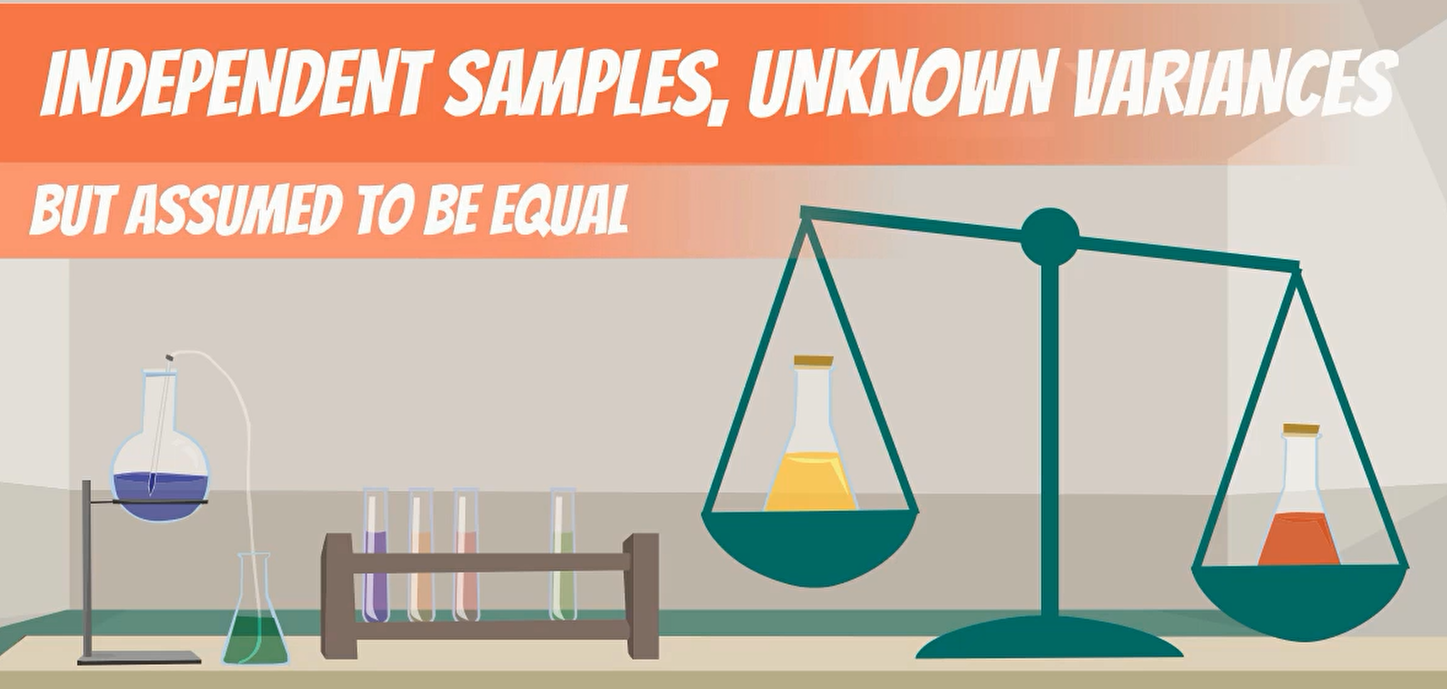 INDEPENDENT SAMPLES, UNKNOWN VARIANCES
BUT ASSUMED TO BE EQUAL